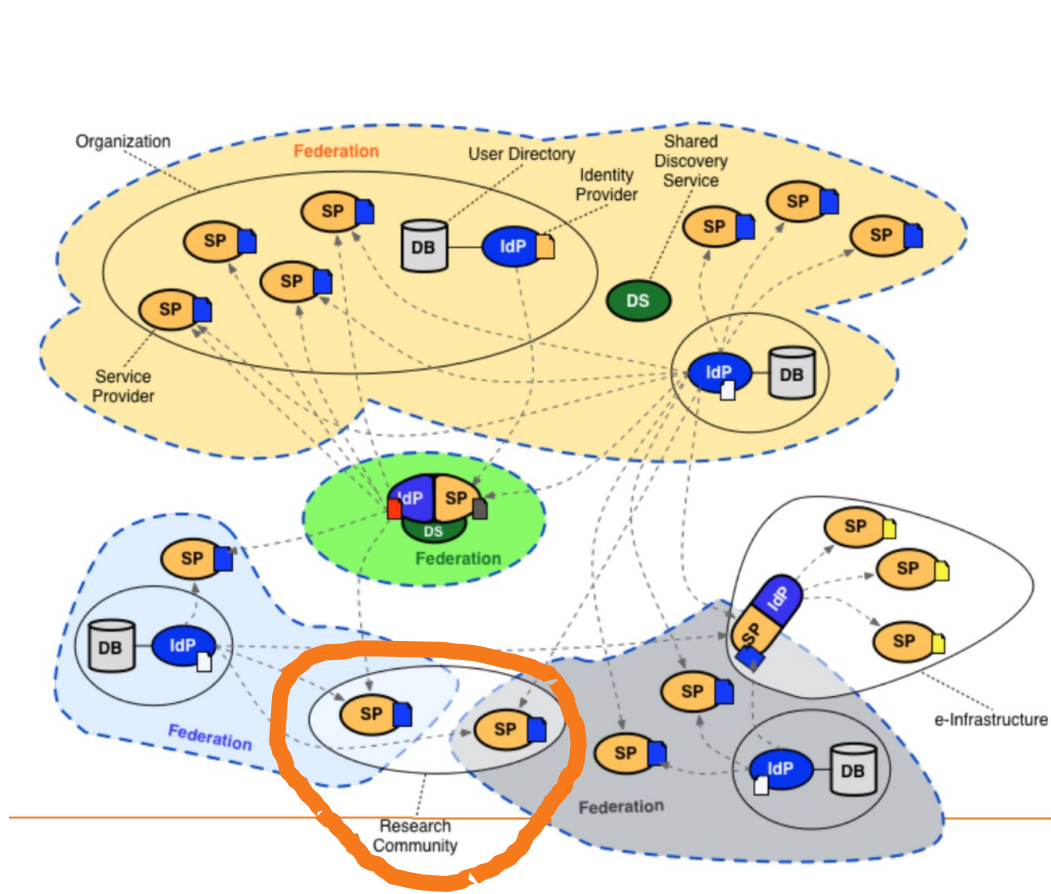 Organization
Federation
User Directory
Shared
Discovery
Service
Identity
Provider
SP
SP
SP
SP
DB
IdP
SP
SP
SP
DS
IdP
DB
Service
Provider
IdP
SP
DS
Federation
SP
DB
IdP
Federation
SP
SP
Research
Community
SP
IdP
SP
SP
SP
e-Infrastructure
SP
SP
IdP
DB
Federation